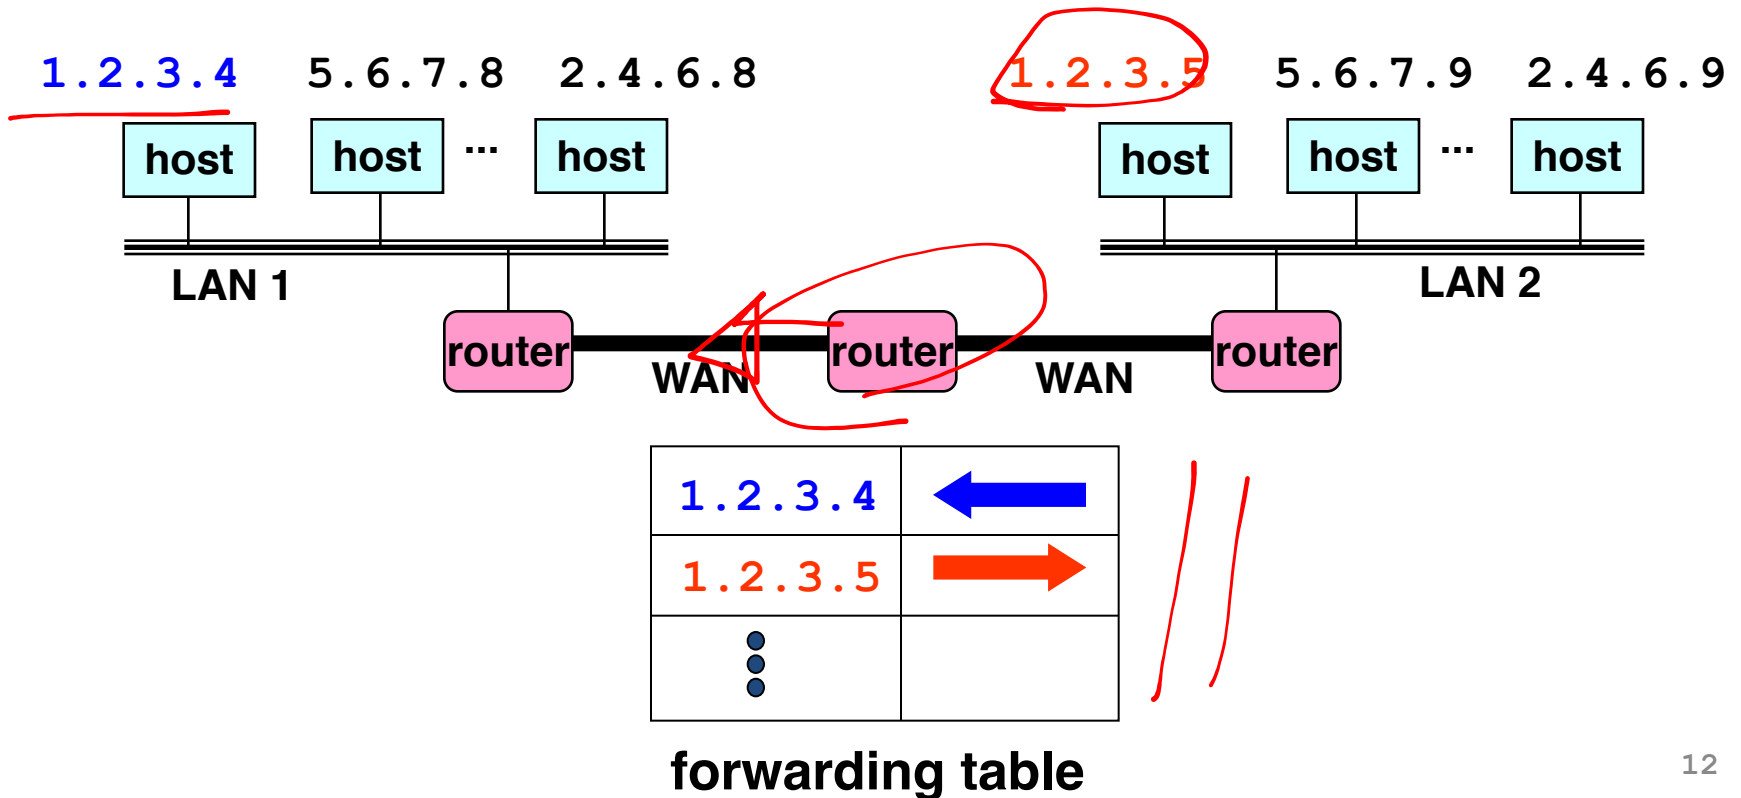 1.2.3.4 5.6.7.8 2.4.6.8 1.2.3.5 5.6.7.9 2.4.6.9
host host ... host host host ... host
LAN 1 LAN 2
router router router
WAN WAN
1.2.3.4
1.2.3.5
forwarding table
12